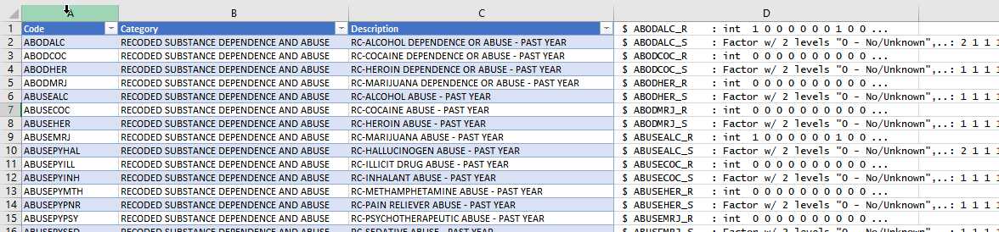 A B C D
1 Code Category Description $ ABODALC_R : int 1 0 0 0 0 0 0 1 0 0 ...
2 ABODALC RECODED SUBSTANCE DEPENDENCE AND ABUSE RC-ALCOHOL DEPENDENCE OR ABUSE - PAST YEAR $ ABODALC_S : Factor w/ 2 levels "0 - No/Unknown",..: 2 1 1 1
3 ABODCOC RECODED SUBSTANCE DEPENDENCE AND ABUSE RC-COCAINE DEPENDENCE OR ABUSE - PAST YEAR $ ABODCOC_R : int 0 0 0 0 0 0 0 0 0 0 ...
4 ABODHER RECODED SUBSTANCE DEPENDENCE AND ABUSE RC-HEROIN DEPENDENCE OR ABUSE - PAST YEAR $ ABODCOC_S : Factor w/ 2 levels "0 - No/Unknown",..: 1 1 1 1
5 ABODMRJ RECODED SUBSTANCE DEPENDENCE AND ABUSE RC-MARIJUANA DEPENDENCE OR ABUSE - PAST YEAR $ ABODHER_R : int 0 0 0 0 0 0 0 0 0 0 ...
6 ABUSEALC RECODED SUBSTANCE DEPENDENCE AND ABUSE RC-ALCOHOL ABUSE - PAST YEAR $ ABODHER_S : Factor w/ 2 levels "0 - No/Unknown",..: 1 1 1 1
7 ABUSECOC RECODED SUBSTANCE DEPENDENCE AND ABUSE RC-COCAINE ABUSE - PAST YEAR $ ABODMRJ_R : int 0 0 0 0 0 0 0 0 0 0 ...
8 ABUSEHER RECODED SUBSTANCE DEPENDENCE AND ABUSE RC-HEROIN ABUSE - PAST YEAR $ ABODMRJ_S : Factor w/ 2 levels "0 - No/Unknown",..: 1 1 1 1
9 ABUSEMRJ RECODED SUBSTANCE DEPENDENCE AND ABUSE RC-MARIJUANA ABUSE - PAST YEAR $ ABUSEALC_R : int 1 0 0 0 0 0 0 1 0 0 ...
10 ABUSEPYHAL RECODED SUBSTANCE DEPENDENCE AND ABUSE RC-HALLUCINOGEN ABUSE - PAST YEAR $ ABUSEALC_S : Factor w/ 2 levels "0 - No/Unknown",..: 2 1 1 1
11 ABUSEPYILL RECODED SUBSTANCE DEPENDENCE AND ABUSE RC-ILLICIT DRUG ABUSE - PAST YEAR $ ABUSECOC_R : int 0 0 0 0 0 0 0 0 0 0 ...
12 ABUSEPYINH RECODED SUBSTANCE DEPENDENCE AND ABUSE RC-INHALANT ABUSE - PAST YEAR $ ABUSECOC_S : Factor w/ 2 levels "0 - No/Unknown",..: 1 1 1 1
13 ABUSEPYMTH RECODED SUBSTANCE DEPENDENCE AND ABUSE RC-METHAMPHETAMINE ABUSE - PAST YEAR $ ABUSEHER_R : int 0 0 0 0 0 0 0 0 0 0 ...
14 ABUSEPYPNR RECODED SUBSTANCE DEPENDENCE AND ABUSE RC-PAIN RELIEVER ABUSE - PAST YEAR $ ABUSEHER_S : Factor w/ 2 levels "0 - No/Unknown",..: 1 1 1 1
15 ABUSEPYPSY RECODED SUBSTANCE DEPENDENCE AND ABUSE RC-PSYCHOTHERAPEUTIC ABUSE - PAST YEAR $ ABUSEMRJ_R : int 0 0 0 0 0 0 0 0 0 0 ...
16 ABUSEPYSED RECODED SUBSTANCE DEPENDENCE AND ABUSE RC-SEDATIVE ABUSE - PAST YEAR $ ABUSEMRJ_S : Factor w/ 2 levels "0 - No/Unknown",..: 1 1 1 1